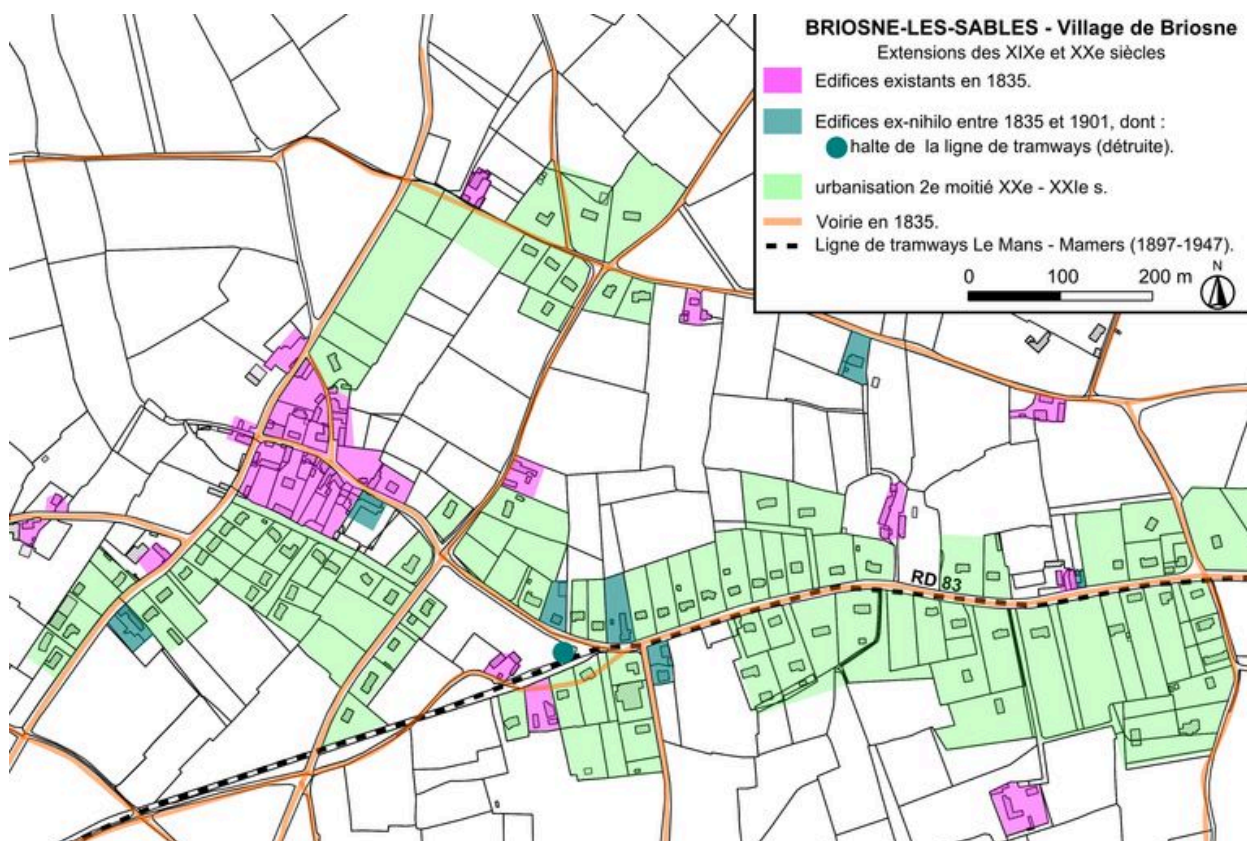 BRIOSNE-LES-SABLES - Village de Briosne
Extensions des XIXe et XXe siècles
Edifices existants en 1835.
Edifices ex-nihilo entre 1835 et 1901, dont :
halte de la ligne de tramways (détruite).
urbanisation 2e moitié XXe - XXIe s.
Voirie en 1835.
Ligne de tramways Le Mans - Mamers (1897-1947).
0 100 200 m
N
RD 83